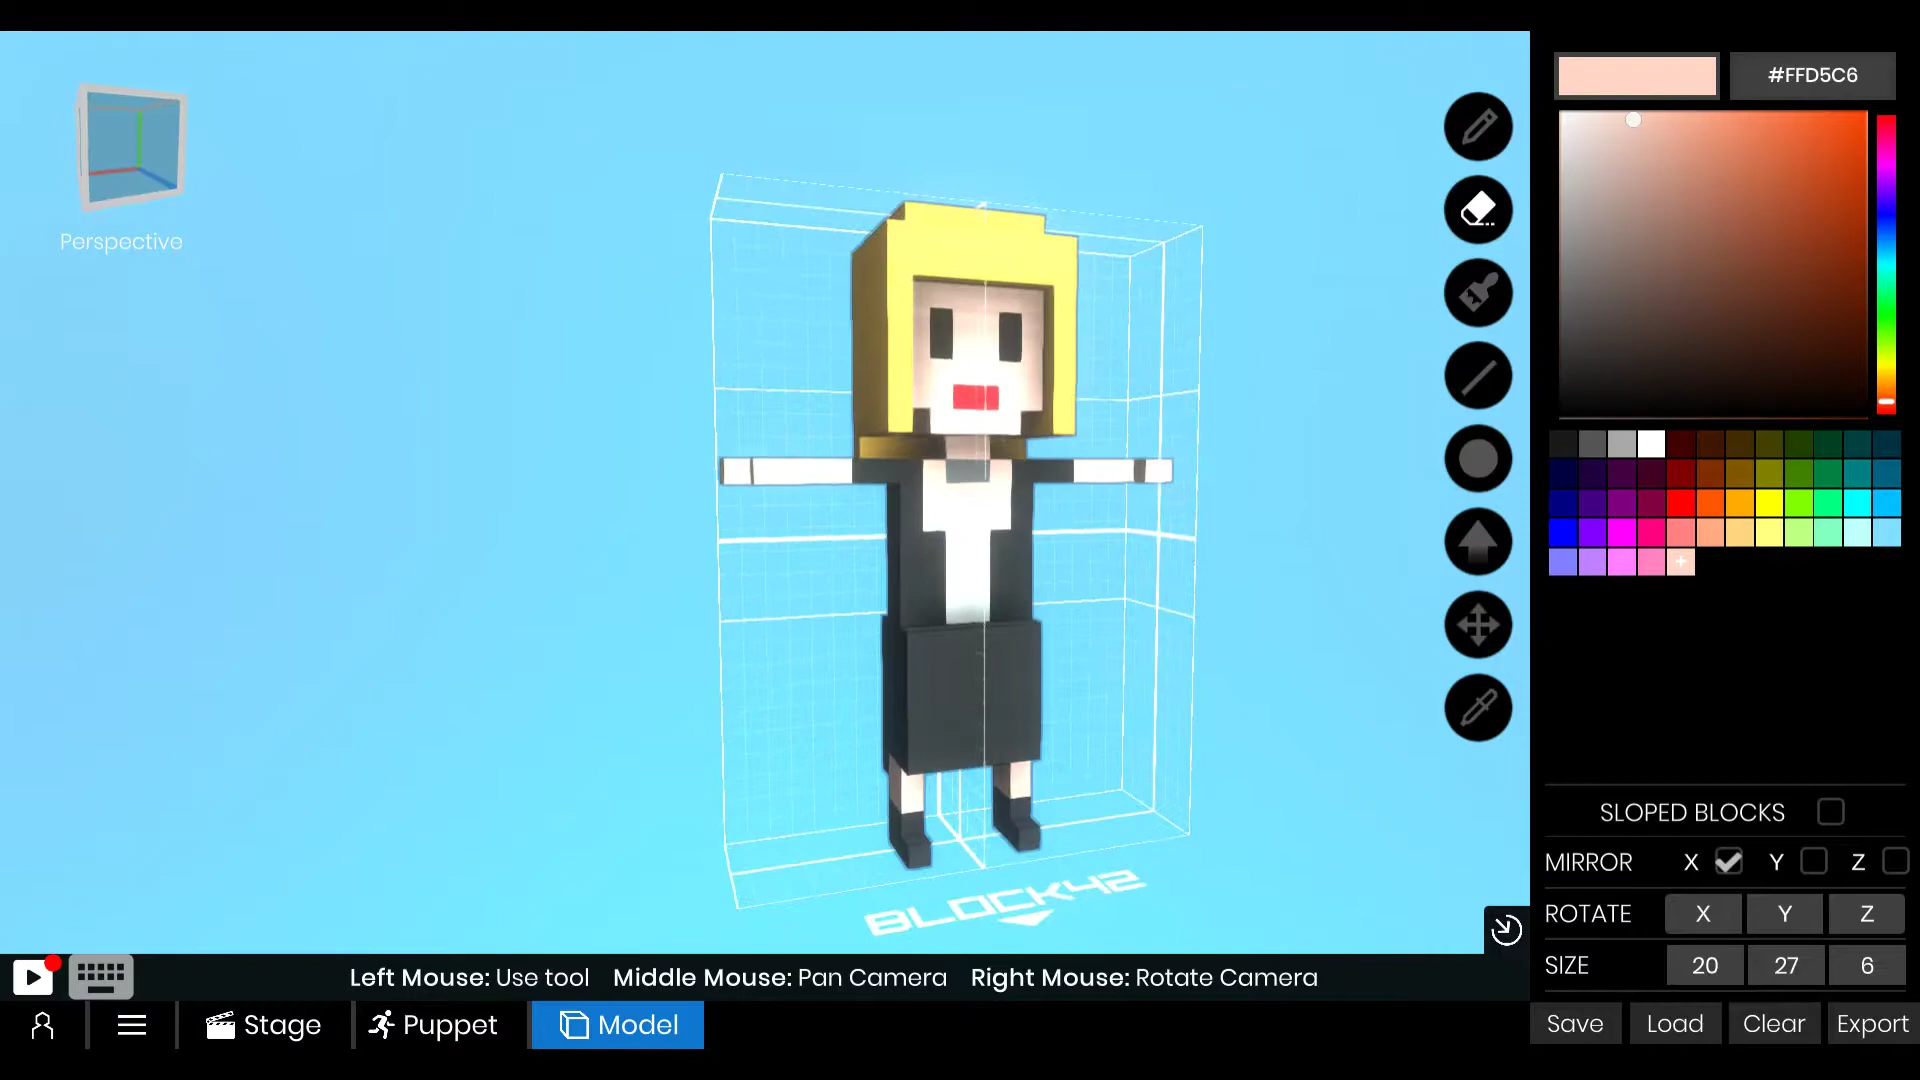 Perspective
#FFD5C6
BLOCK42
SLOPED BLOCKS
MIRROR X Y Z
ROTATE X Y Z
SIZE 20 27 6
Left Mouse: Use tool Middle Mouse: Pan Camera Right Mouse: Rotate Camera
Stage Puppet Model Save Load Clear Export